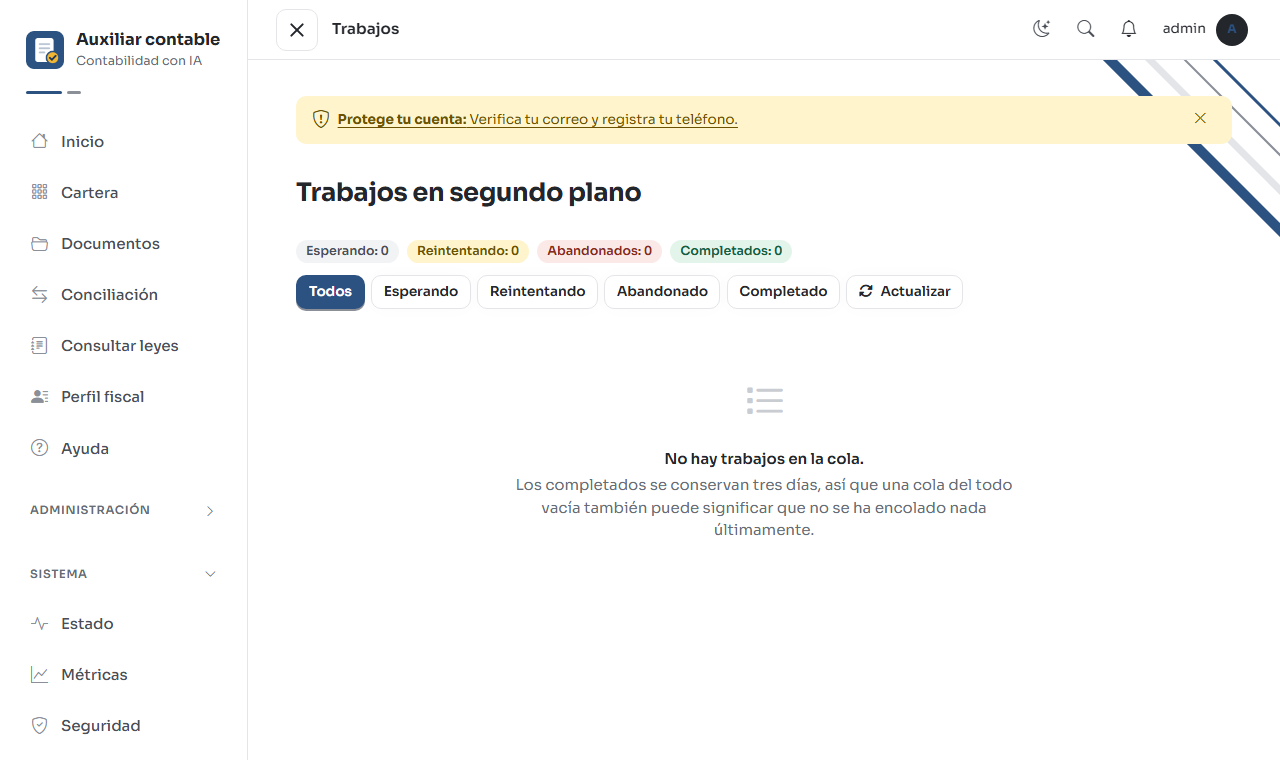 Auxiliar contable
Contabilidad con IA
Inicio
Cartera
Documentos
Conciliación
Consultar leyes
Perfil fiscal
Ayuda
ADMINISTRACIÓN
SISTEMA
Estado
Métricas
Seguridad
Trabajos
admin
A
Protege tu cuenta: Verifica tu correo y registra tu teléfono.
Trabajos en segundo plano
Esperando: 0 Reintentando: 0 Abandonados: 0 Completados: 0
Todos Esperando Reintentando Abandonado Completado Actualizar
No hay trabajos en la cola.
Los completados se conservan tres días, así que una cola del todo
vacía también puede significar que no se ha encolado nada
últimamente.